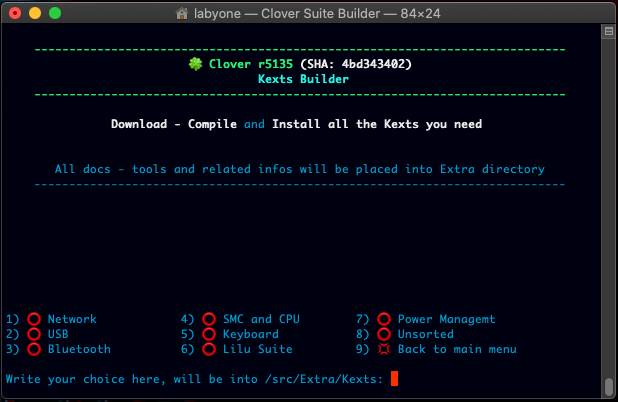 labyone — Clover Suite Builder — 84×24
--------------------------------------------------------------------------------
Clover r5135 (SHA: 4bd343402)
Kexts Builder
--------------------------------------------------------------------------------
Download - Compile and Install all the Kexts you need
All docs - tools and related infos will be placed into Extra directory
--------------------------------------------------------------------------------
1) Network 4) SMC and CPU 7) Power Managemt
2) USB 5) Keyboard 8) Unsorted
3) Bluetooth 6) Lilu Suite 9) Back to main menu
Write your choice here, will be into /src/Extra/Kexts: